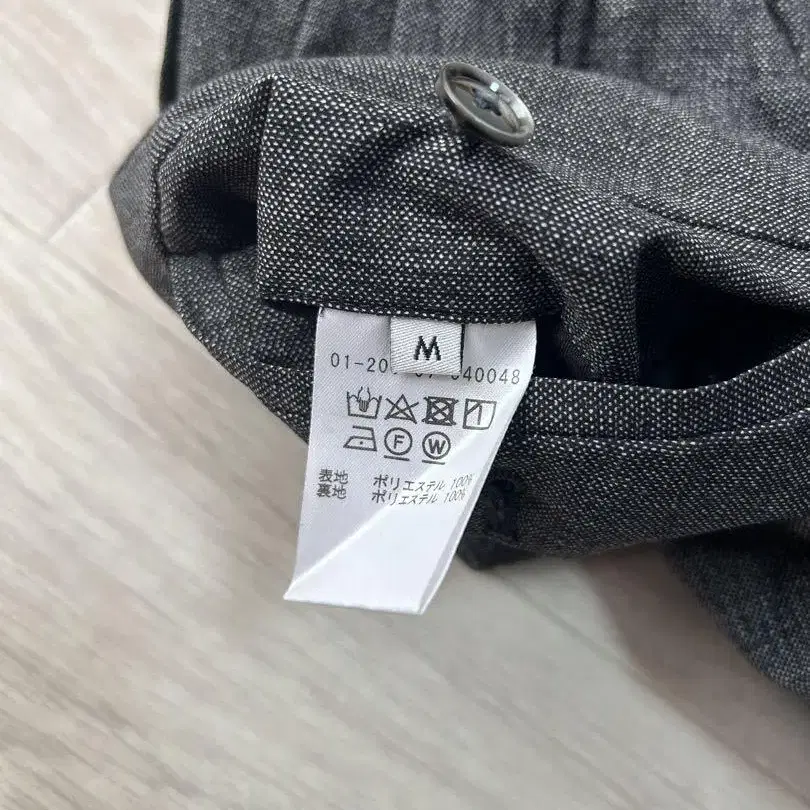 M
01-20 040048
F W
表地 ポリエステル 100%
裏地 ポリエステル 100%